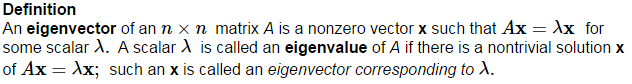 Definition
An eigenvector of an n × n matrix A is a nonzero vector x such that Ax = λx for
some scalar λ. A scalar λ is called an eigenvalue of A if there is a nontrivial solution x
of Ax = λx; such an x is called an eigenvector corresponding to λ.